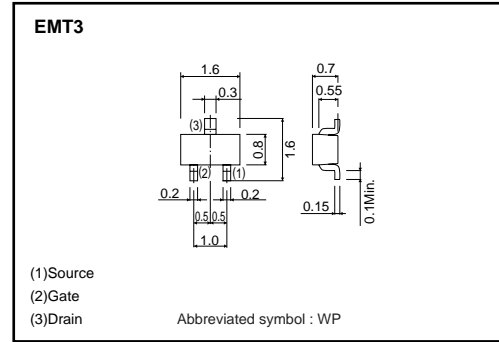 EMT3
1.6
0.7
0.3
0.55
(3)
0.8
1.6
(2)
(1)
0.2
0.2
0.5
0.5
1.0
0.15
0.1Min.
(1)Source
(2)Gate
(3)Drain
Abbreviated symbol : WP